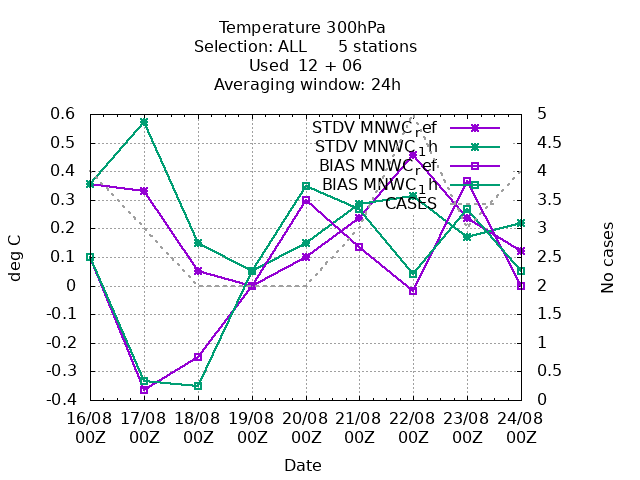 Temperature 300hPa
Selection: ALL 5 stations
Used 12 + 06
Averaging window: 24h
0.6
0.5
0.4
0.3
0.2
0.1
0
-0.1
-0.2
-0.3
-0.4
deg C
STDV MNWC_ref
STDV MNWC_1h
BIAS MNWC_ref
BIAS MNWC_1h
CASES
5
4.5
4
3.5
3
2.5
2
1.5
1
0.5
0
No cases
16/08 17/08 18/08 19/08 20/08 21/08 22/08 23/08 24/08
00Z 00Z 00Z 00Z 00Z 00Z 00Z 00Z 00Z
Date